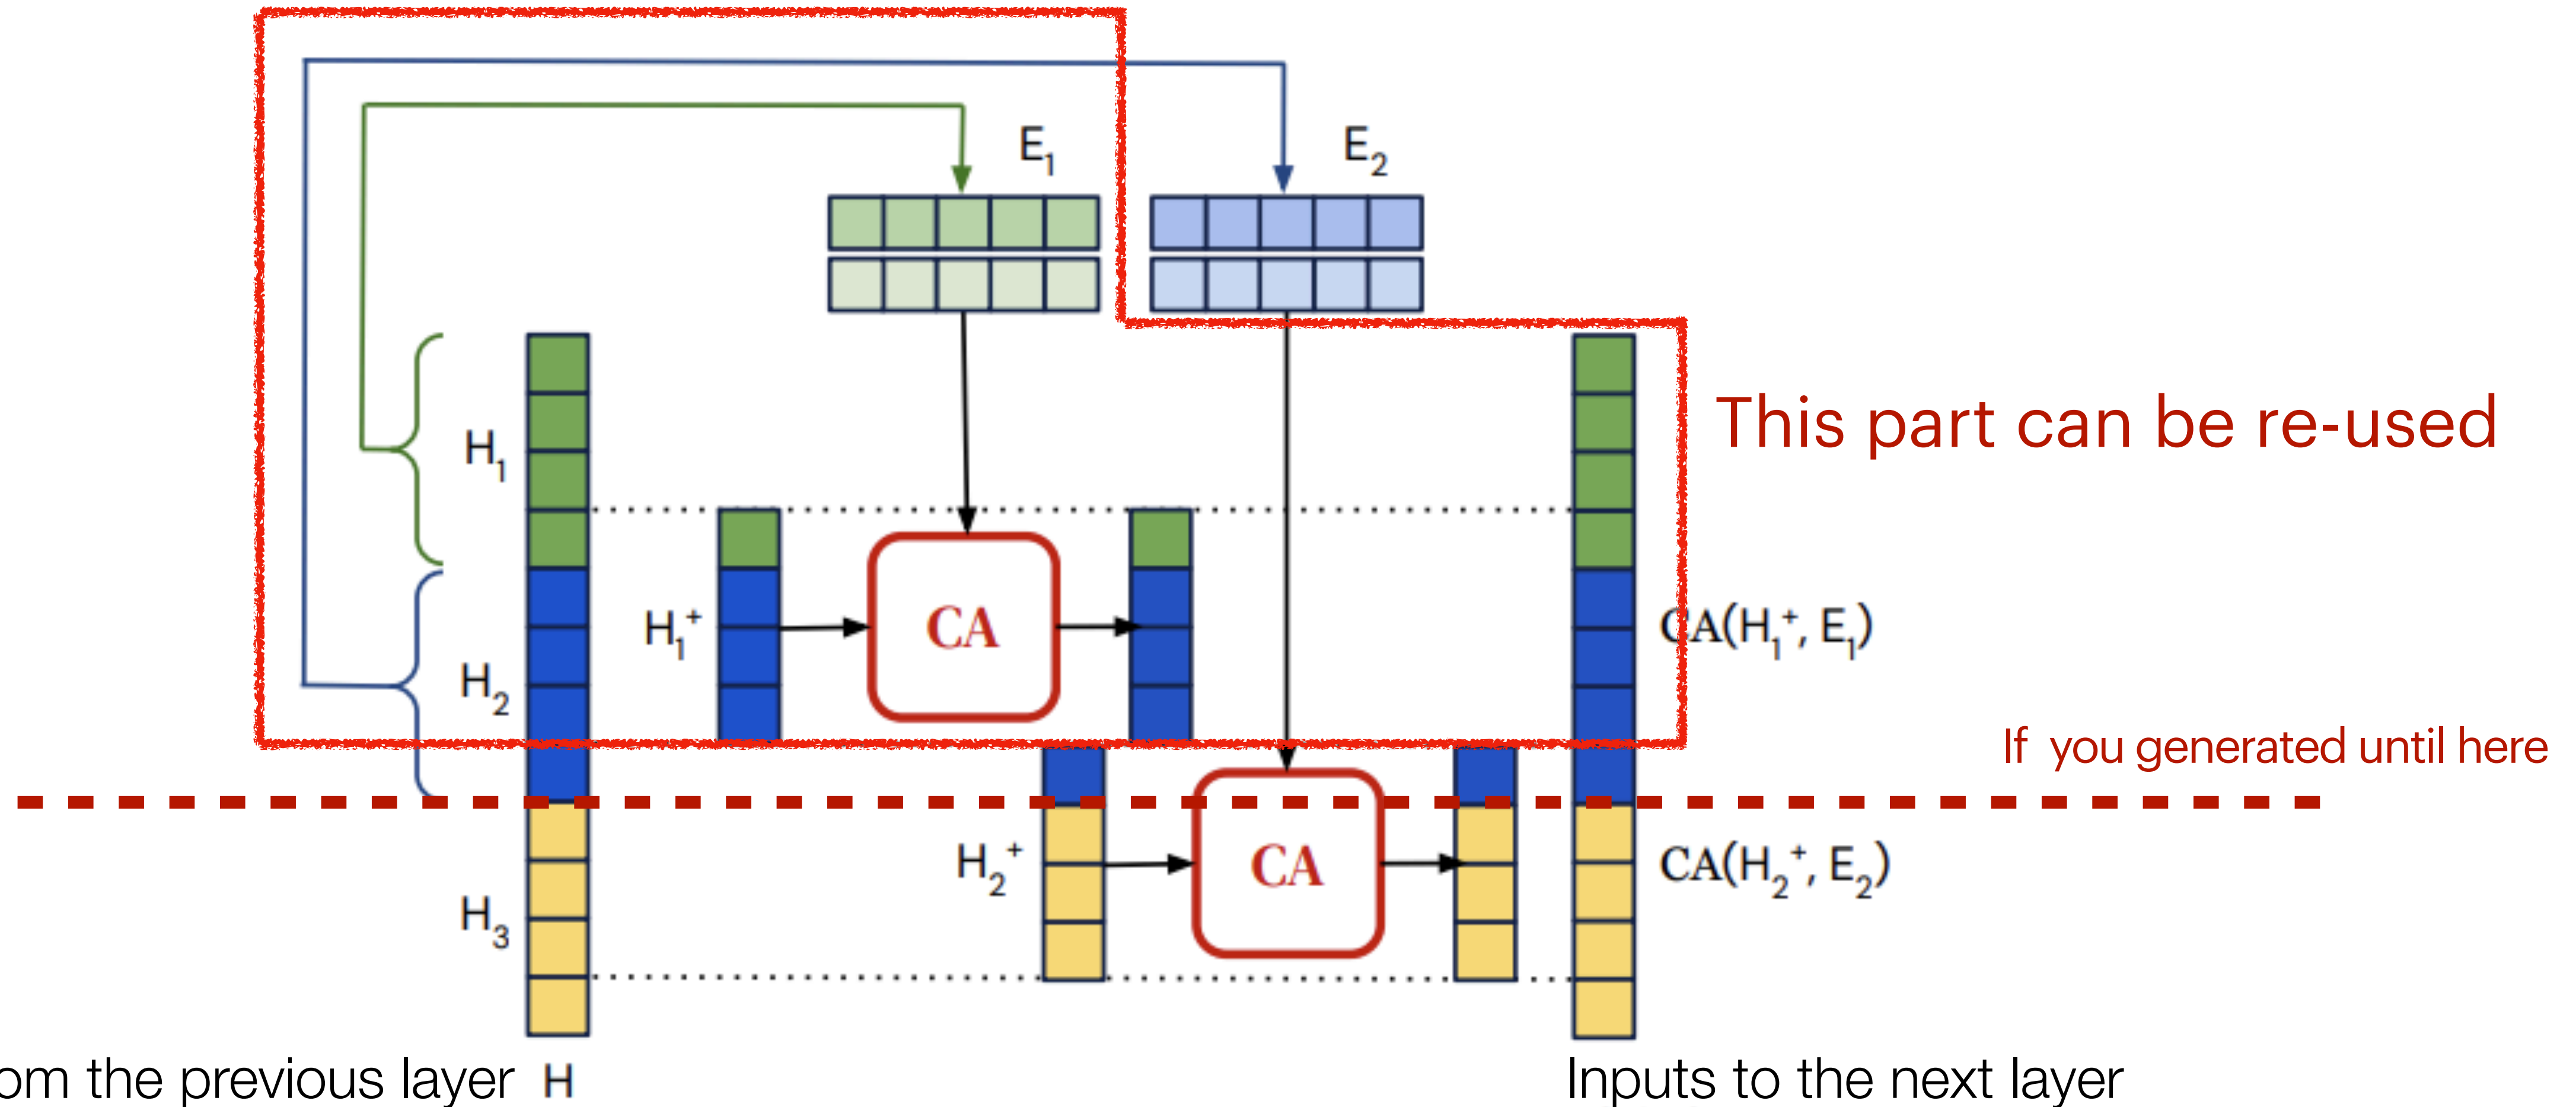 E₁
E₂
This part can be re-used
H₁
H₁⁺
CA
CA(H₁⁺, E₁)
H₂
If you generated until here
H₂⁺
CA
CA(H₂⁺, E₂)
H₃
the previous layer
H
Inputs to the next layer